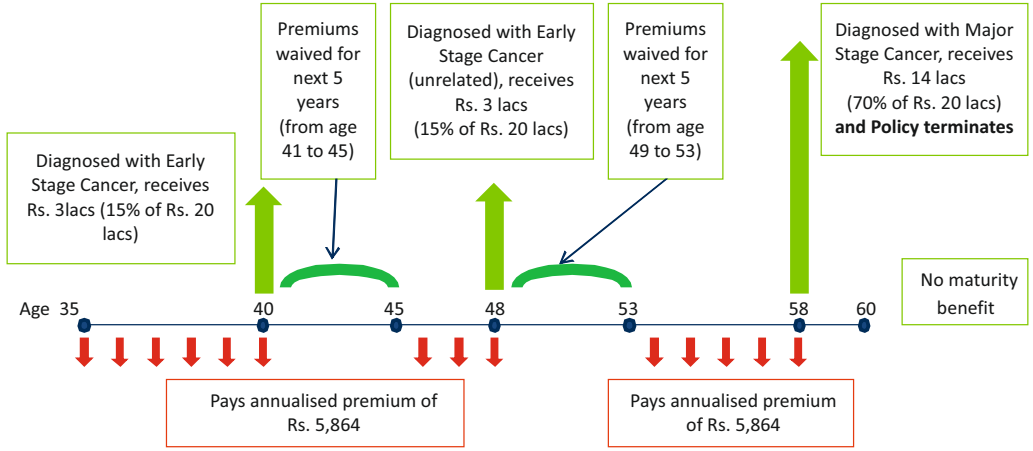 Diagnosed with Early
Stage Cancer, receives
Rs. 3lacs (15% of Rs. 20
lacs)
Premiums
waived for
next 5
years
(from age
41 to 45)
Diagnosed with Early
Stage Cancer
(unrelated), receives
Rs. 3 lacs
(15% of Rs. 20 lacs)
Premiums
waived for
next 5
years
(from age
49 to 53)
Diagnosed with Major
Stage Cancer, receives
Rs. 14 lacs
(70% of Rs. 20 lacs)
and Policy terminates
No maturity
benefit
Age 35 40 45 48 53 58 60
Pays annualised premium of
Rs. 5,864
Pays annualised premium
of Rs. 5,864